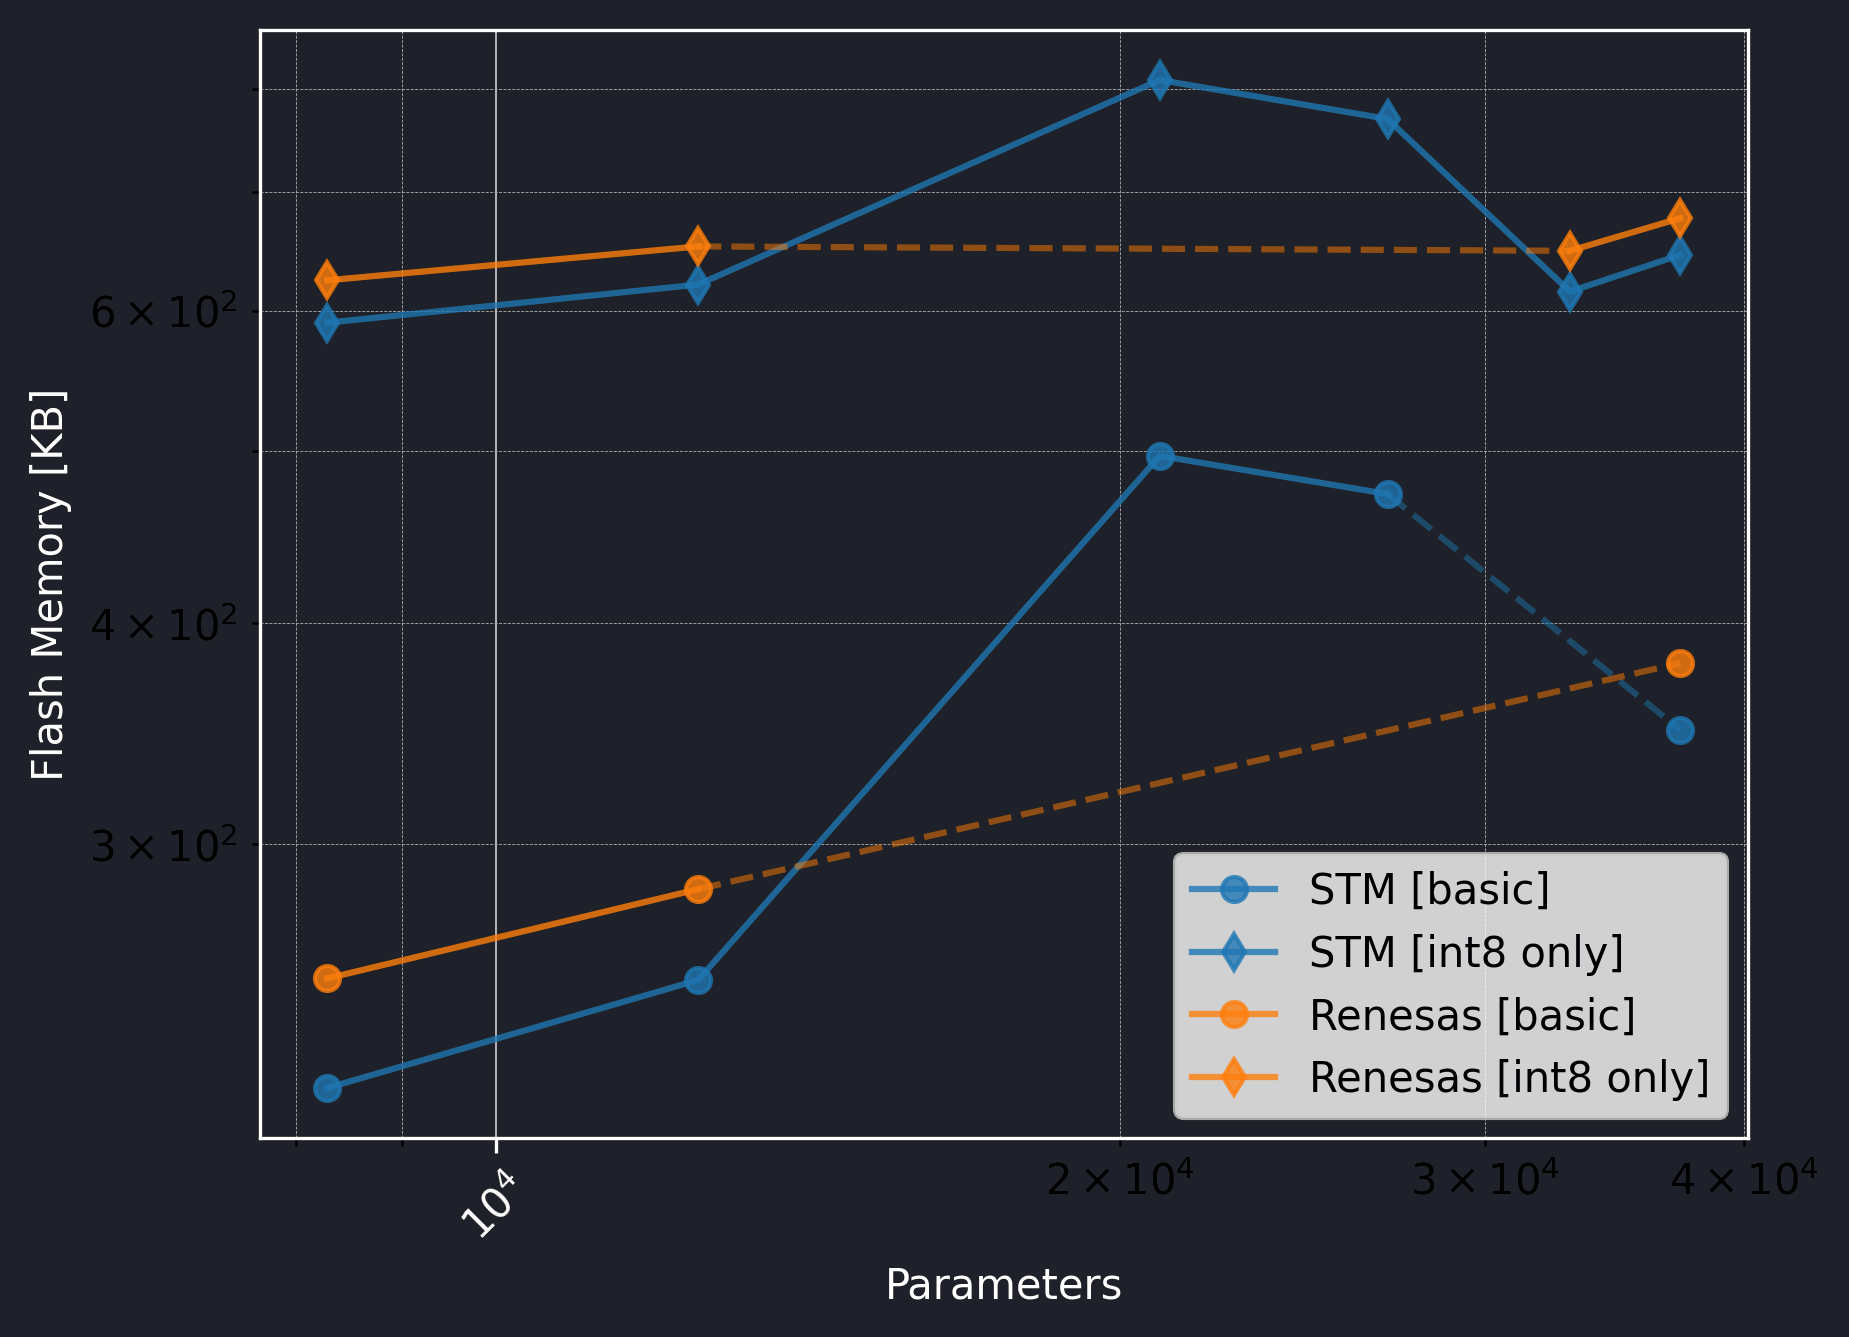 Flash Memory [KB]
6 × 10²
4 × 10²
3 × 10²
10⁴
2 × 10⁴
3 × 10⁴
4 × 10⁴
Parameters
STM [basic]
STM [int8 only]
Renesas [basic]
Renesas [int8 only]